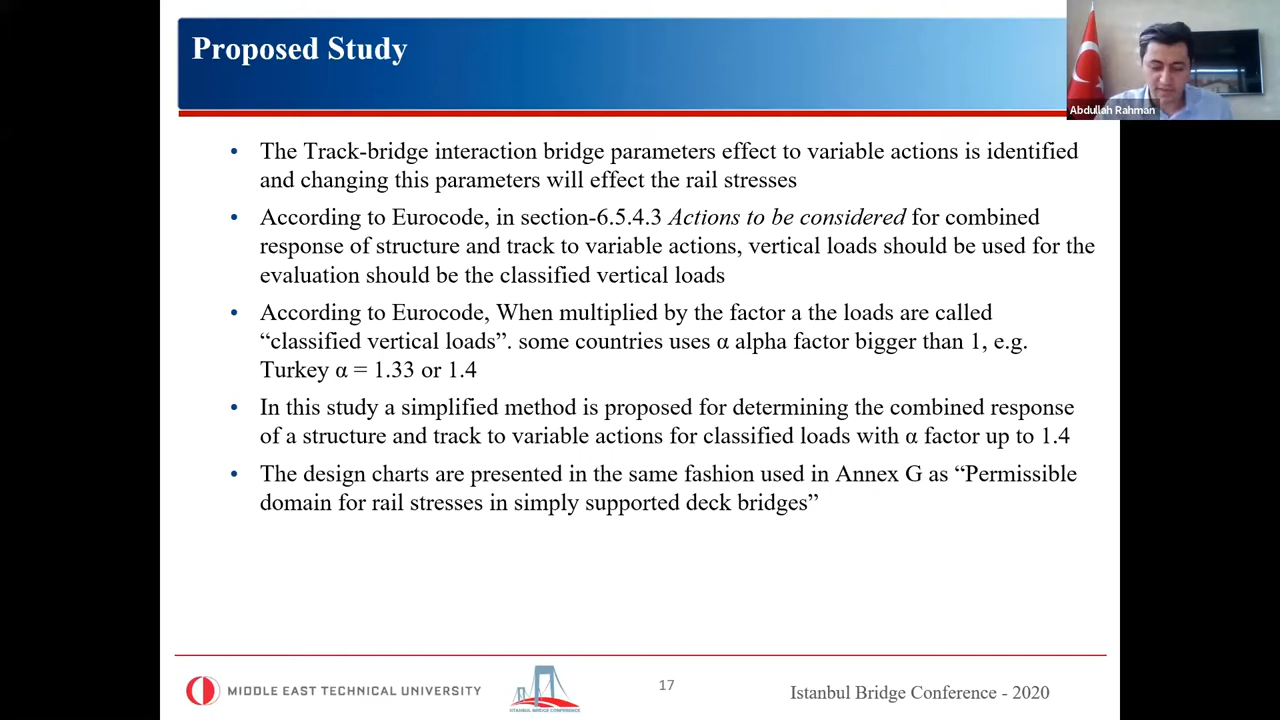 Proposed Study
Abdullah Rahman
• The Track-bridge interaction bridge parameters effect to variable actions is identified
and changing this parameters will effect the rail stresses
• According to Eurocode, in section-6.5.4.3 Actions to be considered for combined
response of structure and track to variable actions, vertical loads should be used for the
evaluation should be the classified vertical loads
• According to Eurocode, When multiplied by the factor a the loads are called
“classified vertical loads”. some countries uses α alpha factor bigger than 1, e.g.
Turkey α = 1.33 or 1.4
• In this study a simplified method is proposed for determining the combined response
of a structure and track to variable actions for classified loads with α factor up to 1.4
• The design charts are presented in the same fashion used in Annex G as “Permissible
domain for rail stresses in simply supported deck bridges”
MIDDLE EAST TECHNICAL UNIVERSITY
ISTANBUL BRIDGE CONFERENCE
17
Istanbul Bridge Conference - 2020